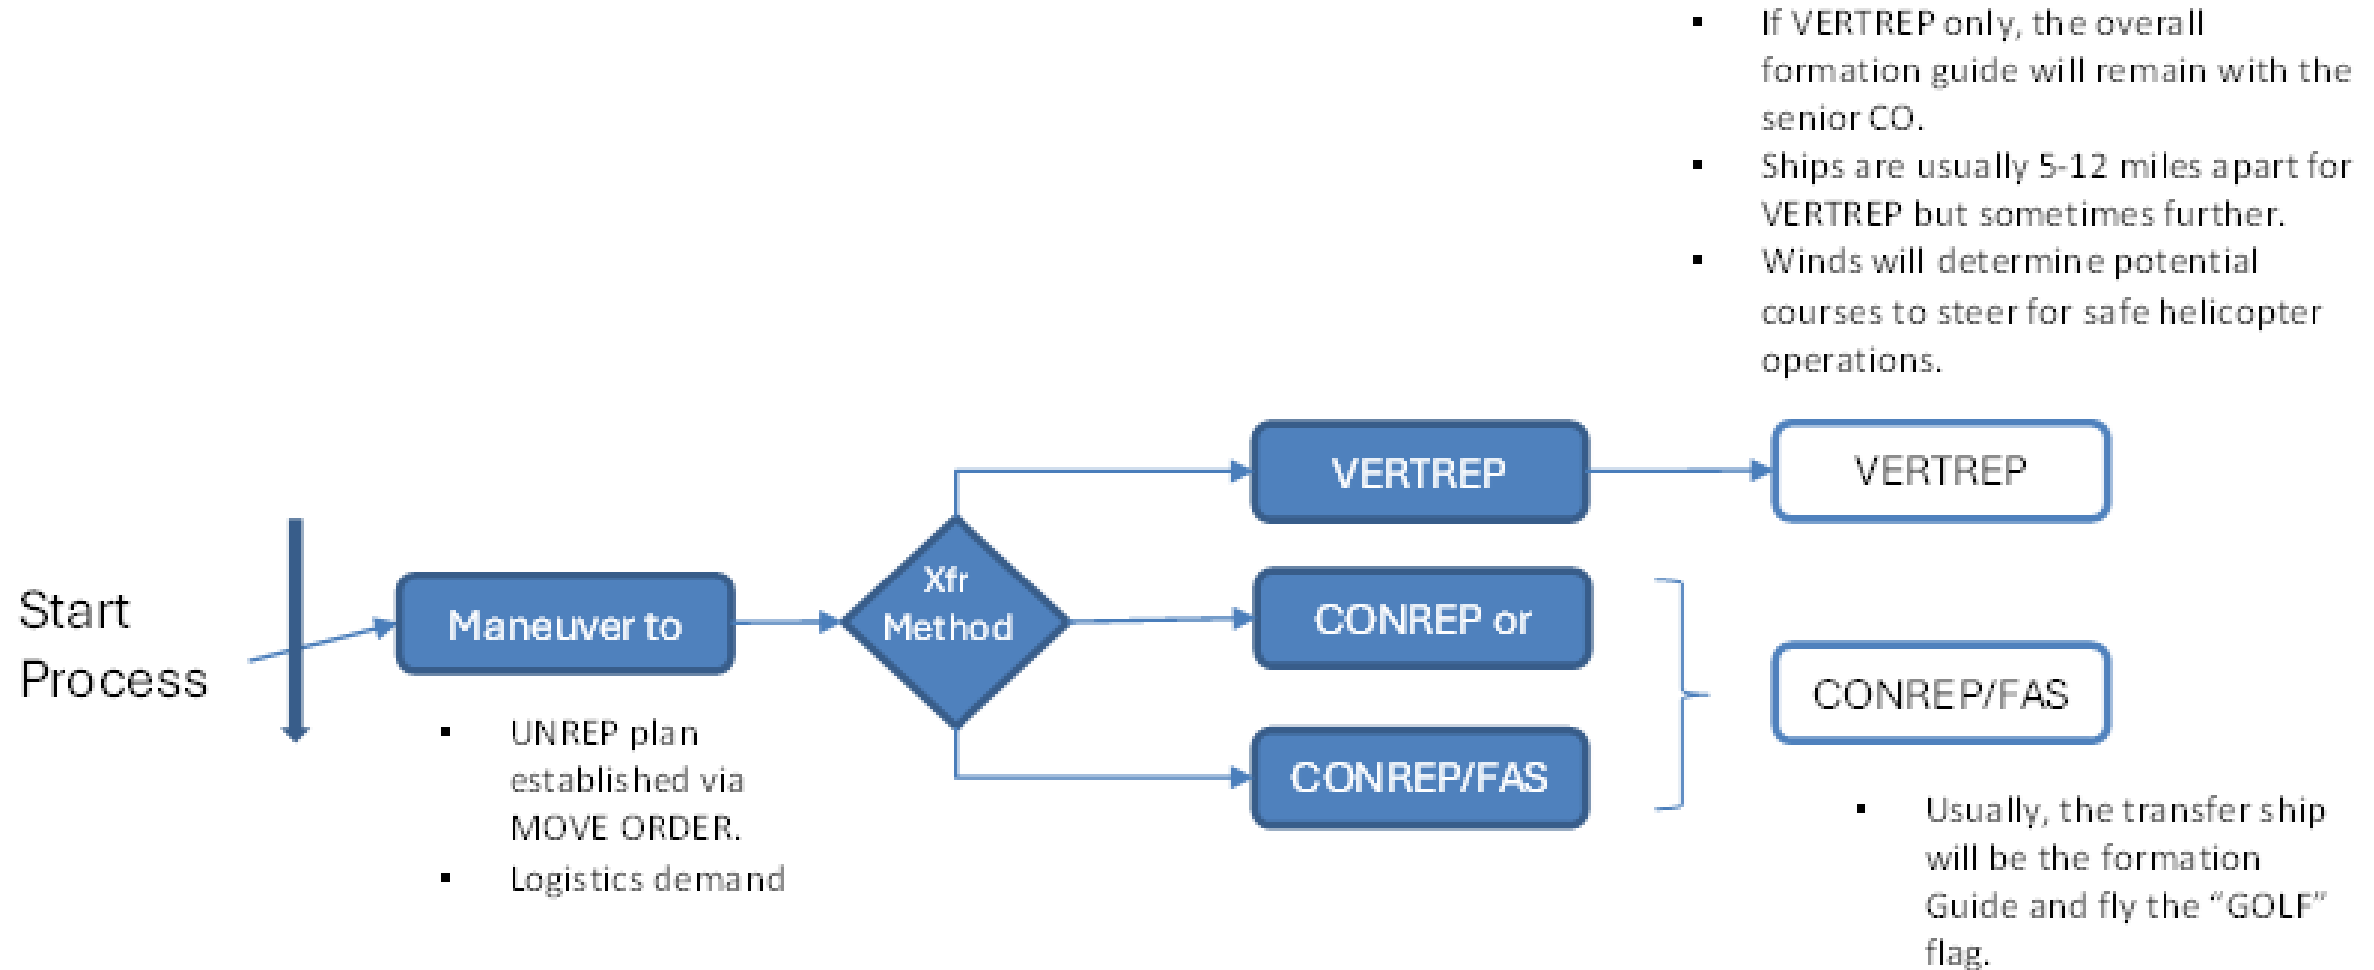 ▪ If VERTREP only, the overall
formation guide will remain with the
senior CO.
▪ Ships are usually 5-12 miles apart for
VERTREP but sometimes further.
▪ Winds will determine potential
courses to steer for safe helicopter
operations.
Start
Process
Maneuver to
▪ UNREP plan
established via
MOVE ORDER.
▪ Logistics demand
Xfr
Method
VERTREP
CONREP or
CONREP/FAS
VERTREP
CONREP/FAS
▪ Usually, the transfer ship
will be the formation
Guide and fly the “GOLF”
flag.